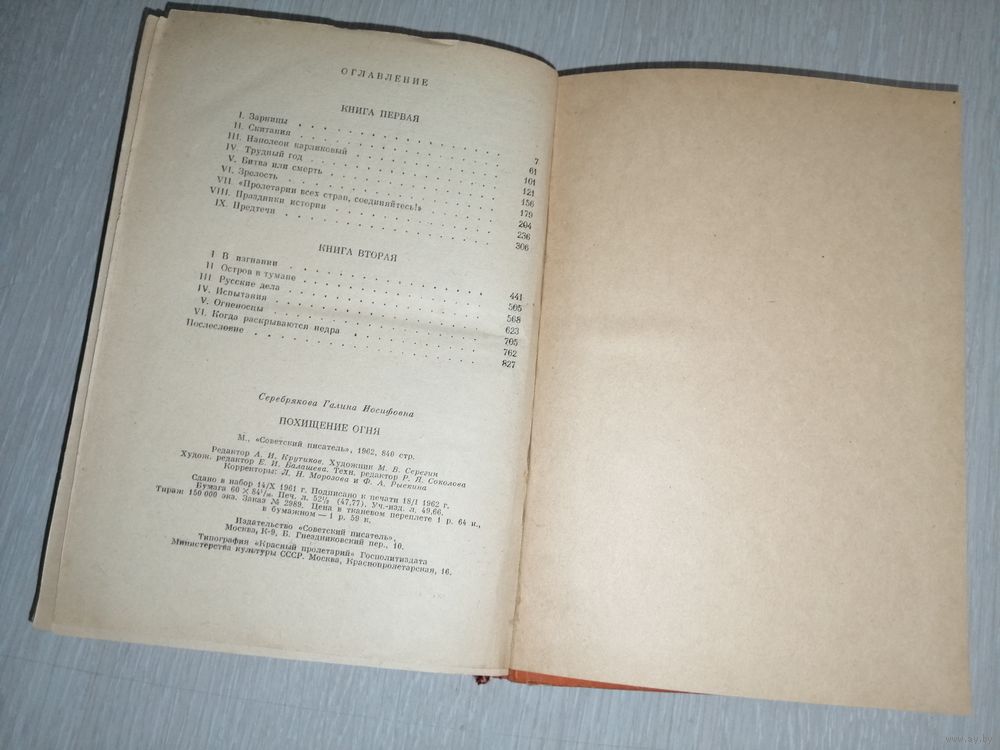 ОГЛАВЛЕНИЕ
КНИГА ПЕРВАЯ
I. Зарницы 7
II. Скитания 61
III. Наполеон карликовый 101
IV. Трудный год 121
V. Битва или смерть 156
VI. Зрелость 179
VII. «Пролетарии всех стран, соединяйтесь!» 204
VIII. Праздники истории 236
IX. Предтечи 306
КНИГА ВТОРАЯ
I В изгнании 441
II Остров в тумане 505
III Русские дела 568
IV. Испытания 623
V. Огненосцы 705
VI. Когда раскрываются недра 762
Послесловие 827
Серебрякова Галина Иосифовна
ПОХИЩЕНИЕ ОГНЯ
М., «Советский писатель», 1962, 840 стр.
Редактор А. И. Крутиков. Художник М. В. Серегин
Худож. редактор Е. И. Балашева. Техн. редактор Р. Я. Соколова
Корректоры: Л. Н. Морозова и Ф. А. Рыскина
Сдано в набор 14/X 1961 г. Подписано к печати 18/I 1962 г.
Бумага 60 × 84¹/₁₆. Печ. л. 52½ (47,77). Уч.-изд. л. 49,66.
Тираж 150 000 экз. Заказ № 2989. Цена в тканевом переплете 1 р. 64 к.,
в бумажном — 1 р. 59 к.
Издательство «Советский писатель»,
Москва, К-9, Б. Гнездниковский пер., 10.
Типография «Красный пролетарий» Госполитиздата
Министерства культуры СССР. Москва, Краснопролетарская, 16.
www.ay.by